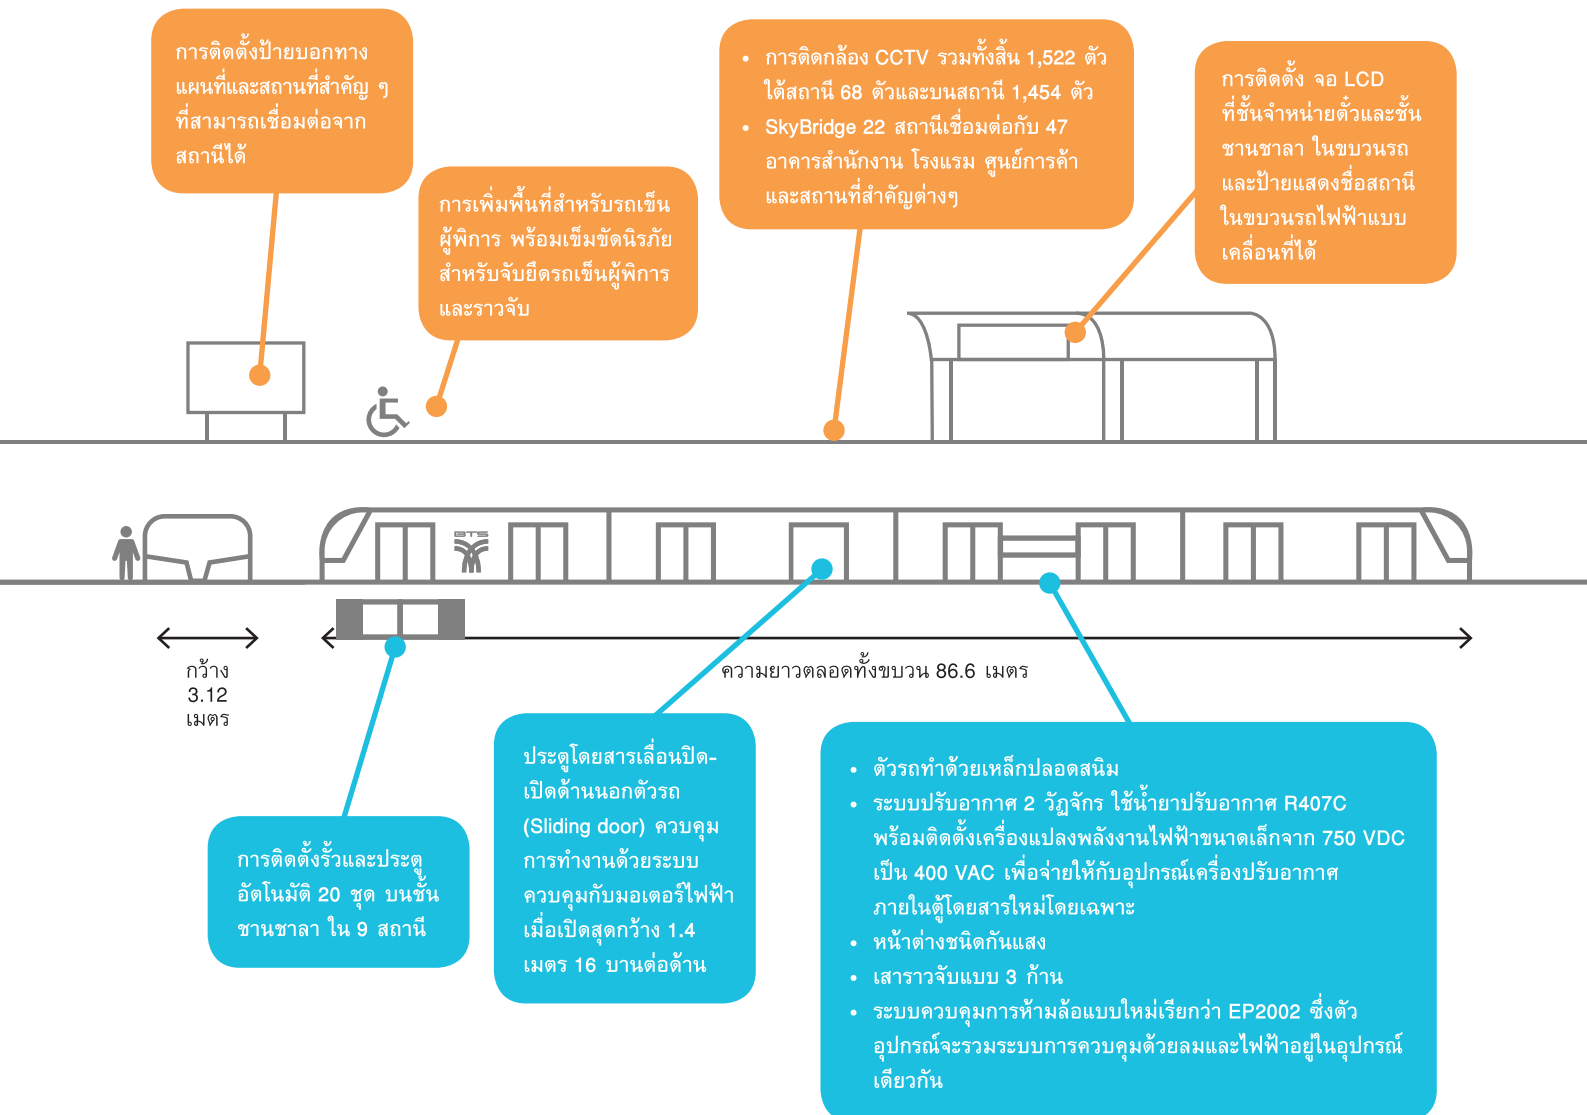 การติดตั้งป้ายบอกทาง
แผนที่และสถานที่สำคัญ ๆ
ที่สามารถเชื่อมต่อจาก
สถานีได้
การเพิ่มพื้นที่สำหรับรถเข็น
ผู้พิการ พร้อมเข็มขัดนิรภัย
สำหรับจับยึดรถเข็นผู้พิการ
และราวจับ
• การติดกล้อง CCTV รวมทั้งสิ้น 1,522 ตัว
ใต้สถานี 68 ตัวและบนสถานี 1,454 ตัว
• SkyBridge 22 สถานีเชื่อมต่อกับ 47
อาคารสำนักงาน โรงแรม ศูนย์การค้า
และสถานที่สำคัญต่างๆ
การติดตั้ง จอ LCD
ที่ชั้นจำหน่ายตั๋วและชั้น
ชานชาลา ในขบวนรถ
และป้ายแสดงชื่อสถานี
ในขบวนรถไฟฟ้าแบบ
เคลื่อนที่ได้
BTS
กว้าง
3.12
เมตร
ความยาวตลอดทั้งขบวน 86.6 เมตร
การติดตั้งรั้วและประตู
อัตโนมัติ 20 ชุด บนชั้น
ชานชาลา ใน 9 สถานี
ประตูโดยสารเลื่อนปิด-
เปิดด้านนอกตัวรถ
(Sliding door) ควบคุม
การทำงานด้วยระบบ
ควบคุมกับมอเตอร์ไฟฟ้า
เมื่อเปิดสุดกว้าง 1.4
เมตร 16 บานต่อด้าน
• ตัวรถทำด้วยเหล็กปลอดสนิม
• ระบบปรับอากาศ 2 วัฏจักร ใช้น้ำยาปรับอากาศ R407C
พร้อมติดตั้งเครื่องแปลงพลังงานไฟฟ้าขนาดเล็กจาก 750 VDC
เป็น 400 VAC เพื่อจ่ายให้กับอุปกรณ์เครื่องปรับอากาศ
ภายในตู้โดยสารใหม่โดยเฉพาะ
• หน้าต่างชนิดกันแสง
• เสาราวจับแบบ 3 ก้าน
• ระบบควบคุมการห้ามล้อแบบใหม่เรียกว่า EP2002 ซึ่งตัว
อุปกรณ์จะรวมระบบการควบคุมด้วยลมและไฟฟ้าอยู่ในอุปกรณ์
เดียวกัน